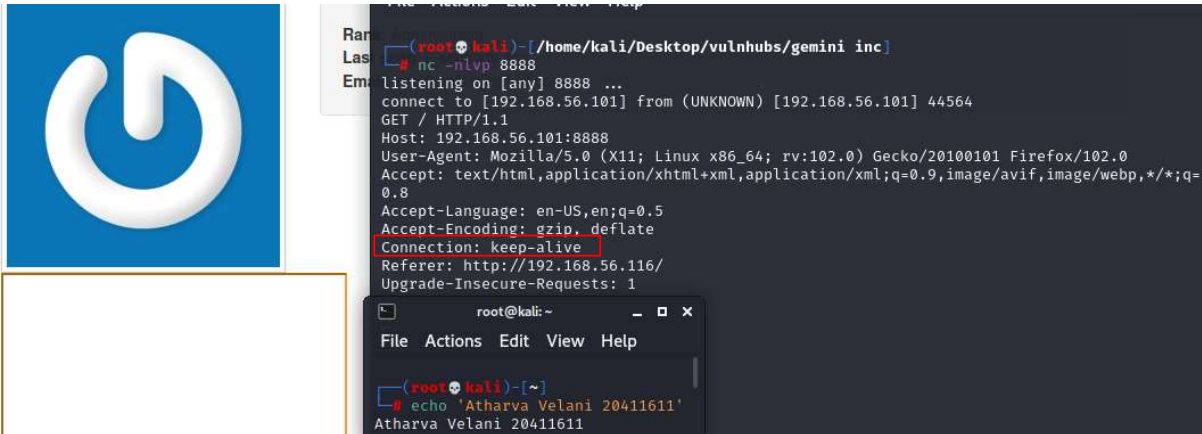 File Actions Edit View Help
Ran
Las
Ema
┌──(root💀kali)-[/home/kali/Desktop/vulnhubs/gemini inc]
└─# nc -nlvp 8888
listening on [any] 8888 ...
connect to [192.168.56.101] from (UNKNOWN) [192.168.56.101] 44564
GET / HTTP/1.1
Host: 192.168.56.101:8888
User-Agent: Mozilla/5.0 (X11; Linux x86_64; rv:102.0) Gecko/20100101 Firefox/102.0
Accept: text/html,application/xhtml+xml,application/xml;q=0.9,image/avif,image/webp,*/*;q=
0.8
Accept-Language: en-US,en;q=0.5
Accept-Encoding: gzip, deflate
Connection: keep-alive
Referer: http://192.168.56.116/
Upgrade-Insecure-Requests: 1
root@kali: ~
File Actions Edit View Help
┌──(root💀kali)-[~]
└─# echo 'Atharva Velani 20411611'
Atharva Velani 20411611